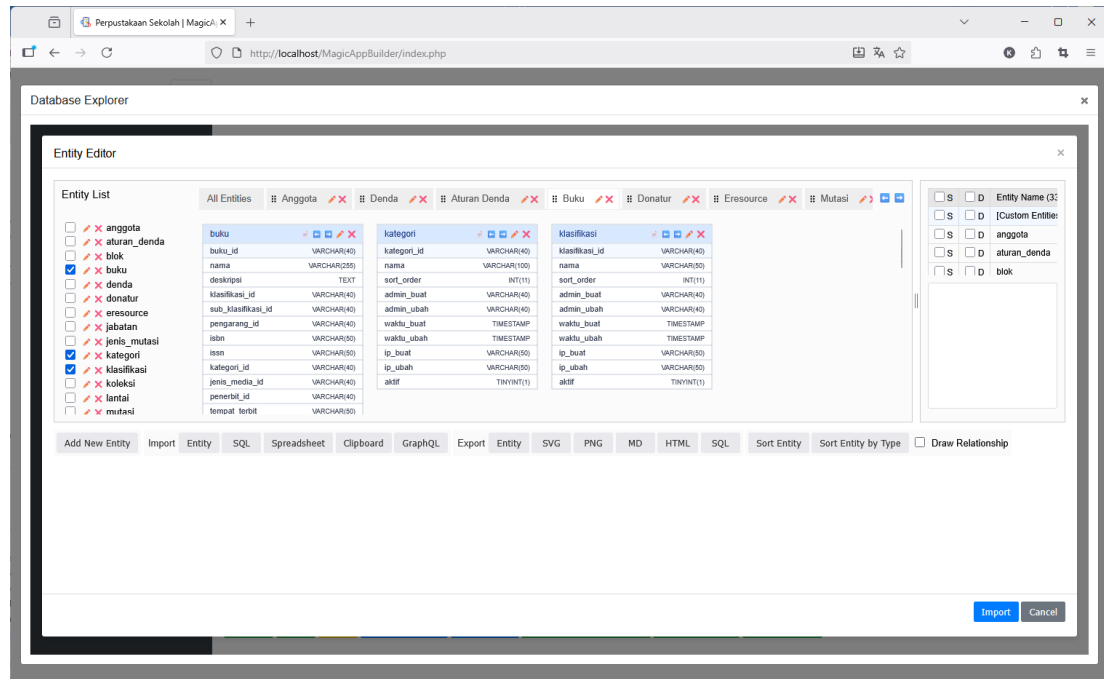 Perpustakaan Sekolah | MagicA
http://localhost/MagicAppBuilder/index.php
K
Database Explorer
Entity Editor
Entity List
All Entities Anggota Denda Aturan Denda Buku Donatur Eresource Mutasi
anggota
aturan_denda
blok
buku
denda
donatur
eresource
jabatan
jenis_mutasi
kategori
klasifikasi
koleksi
lantai
mutasi
buku
buku_id VARCHAR(40)
nama VARCHAR(255)
deskripsi TEXT
klasifikasi_id VARCHAR(40)
sub_klasifikasi_id VARCHAR(40)
pengarang_id VARCHAR(40)
isbn VARCHAR(50)
issn VARCHAR(50)
kategori_id VARCHAR(40)
jenis_media_id VARCHAR(40)
penerbit_id VARCHAR(40)
tempat_terbit VARCHAR(50)
kategori
kategori_id VARCHAR(40)
nama VARCHAR(100)
sort_order INT(11)
admin_buat VARCHAR(40)
admin_ubah VARCHAR(40)
waktu_buat TIMESTAMP
waktu_ubah TIMESTAMP
ip_buat VARCHAR(50)
ip_ubah VARCHAR(50)
aktif TINYINT(1)
klasifikasi
klasifikasi_id VARCHAR(40)
nama VARCHAR(50)
sort_order INT(11)
admin_buat VARCHAR(40)
admin_ubah VARCHAR(40)
waktu_buat TIMESTAMP
waktu_ubah TIMESTAMP
ip_buat VARCHAR(50)
ip_ubah VARCHAR(50)
aktif TINYINT(1)
S D Entity Name (33
S D [Custom Entities
S D anggota
S D aturan_denda
S D blok
Add New Entity Import Entity SQL Spreadsheet Clipboard GraphQL Export Entity SVG PNG MD HTML SQL Sort Entity Sort Entity by Type Draw Relationship
Import Cancel